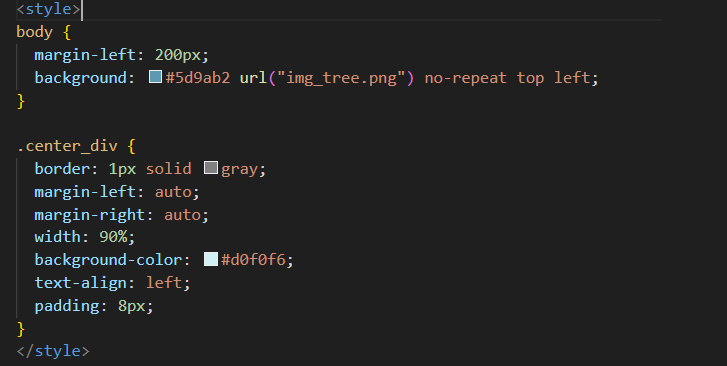 <style>
body {
  margin-left: 200px;
  background: #5d9ab2 url("img_tree.png") no-repeat top left;
}

.center_div {
  border: 1px solid gray;
  margin-left: auto;
  margin-right: auto;
  width: 90%;
  background-color: #d0f0f6;
  text-align: left;
  padding: 8px;
}
</style>